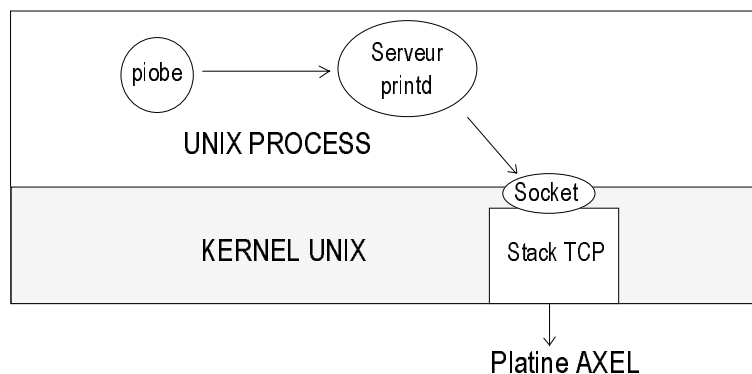 piobe
Serveur
printd
UNIX PROCESS
Socket
KERNEL UNIX
Stack TCP
Platine AXEL